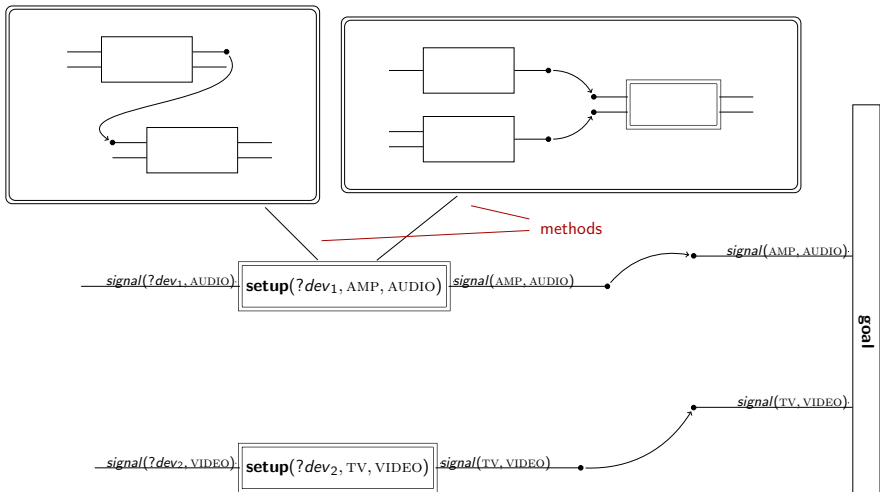 methods
signal(AMP, AUDIO)
signal(?dev₁, AUDIO)
setup(?dev₁, AMP, AUDIO)
signal(AMP, AUDIO)
goal
signal(TV, VIDEO)
signal(?dev₂, VIDEO)
setup(?dev₂, TV, VIDEO)
signal(TV, VIDEO)